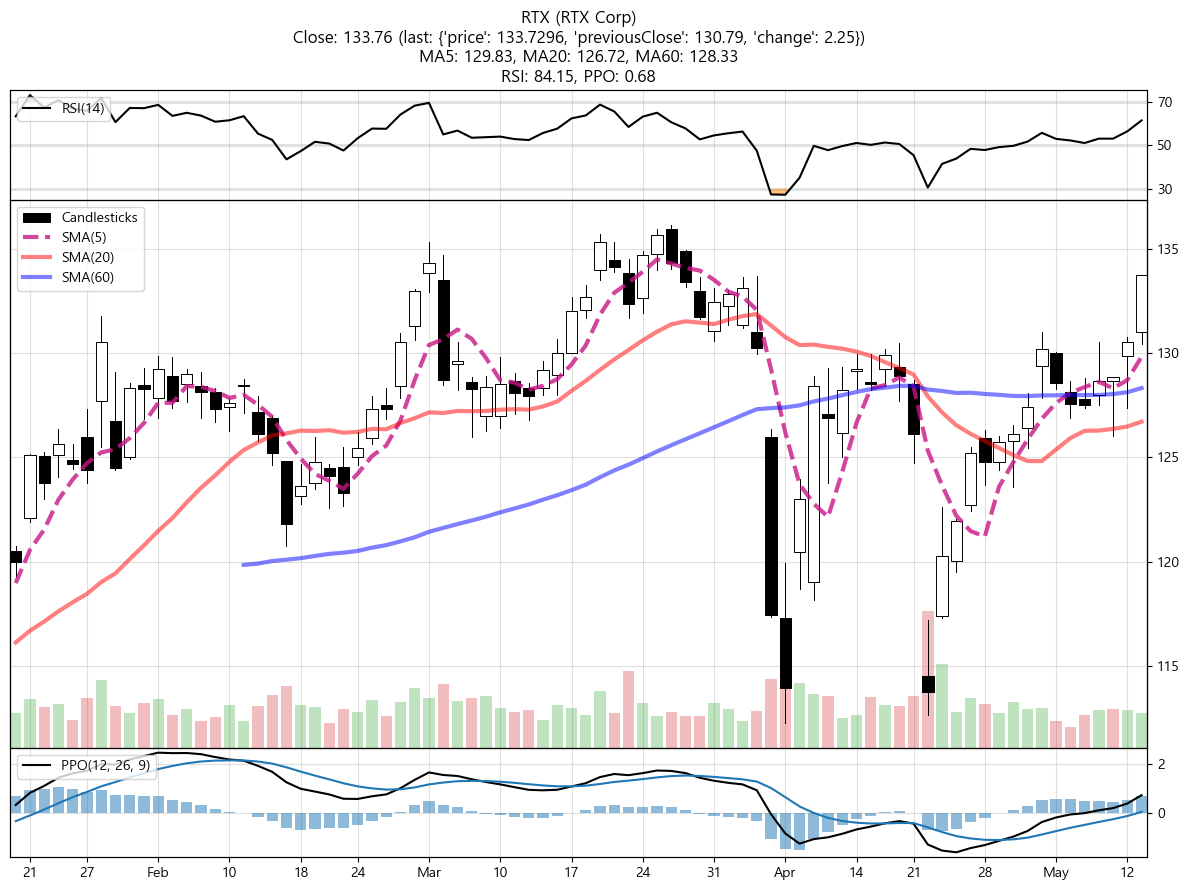 RTX (RTX Corp)
Close: 133.76 (last: {'price': 133.7296, 'previousClose': 130.79, 'change': 2.25})
MA5: 129.83, MA20: 126.72, MA60: 128.33
RSI: 84.15, PPO: 0.68
RSI(14)
70
50
30
Candlesticks
SMA(5)
SMA(20)
SMA(60)
135
130
125
120
115
PPO(12, 26, 9)
2
0
21 27 Feb 10 18 24 Mar 10 17 24 31 Apr 14 21 28 May 12